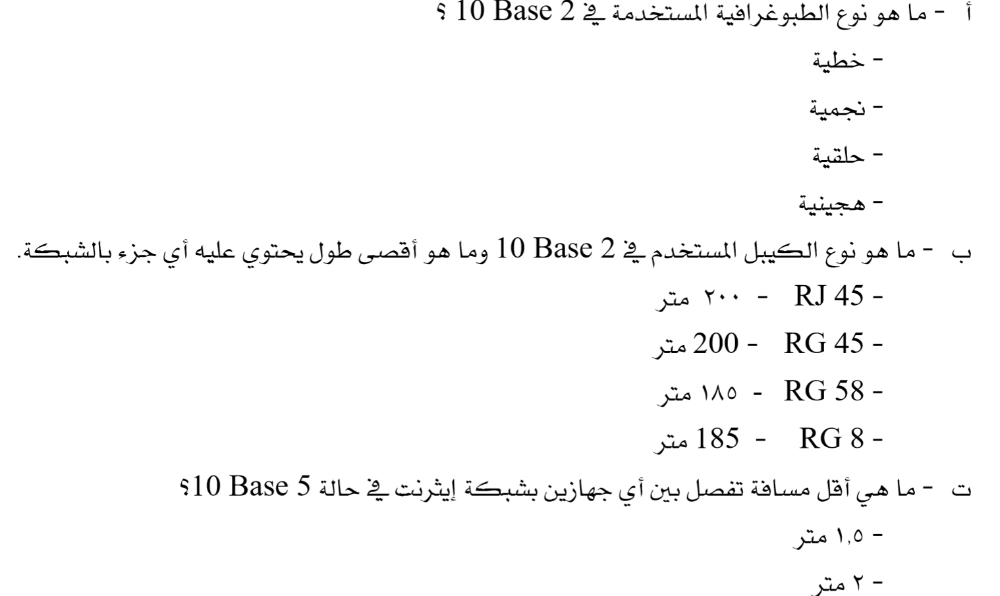 أ - ما هو نوع الطبوغرافية المستخدمة في 10 Base 2 ؟
- خطية
- نجمية
- حلقية
- هجينية
ب - ما هو نوع الكيبل المستخدم في 10 Base 2 وما هو أقصى طول يحتوي عليه أي جزء بالشبكة.
- RJ 45 - ٢٠٠ متر
- RG 45 - 200 متر
- RG 58 - ١٨٥ متر
- RG 8 - 185 متر
ت - ما هي أقل مسافة تفصل بين أي جهازين بشبكة إيثرنت في حالة 10 Base 5؟
- ١,٥ متر
- ٢ متر